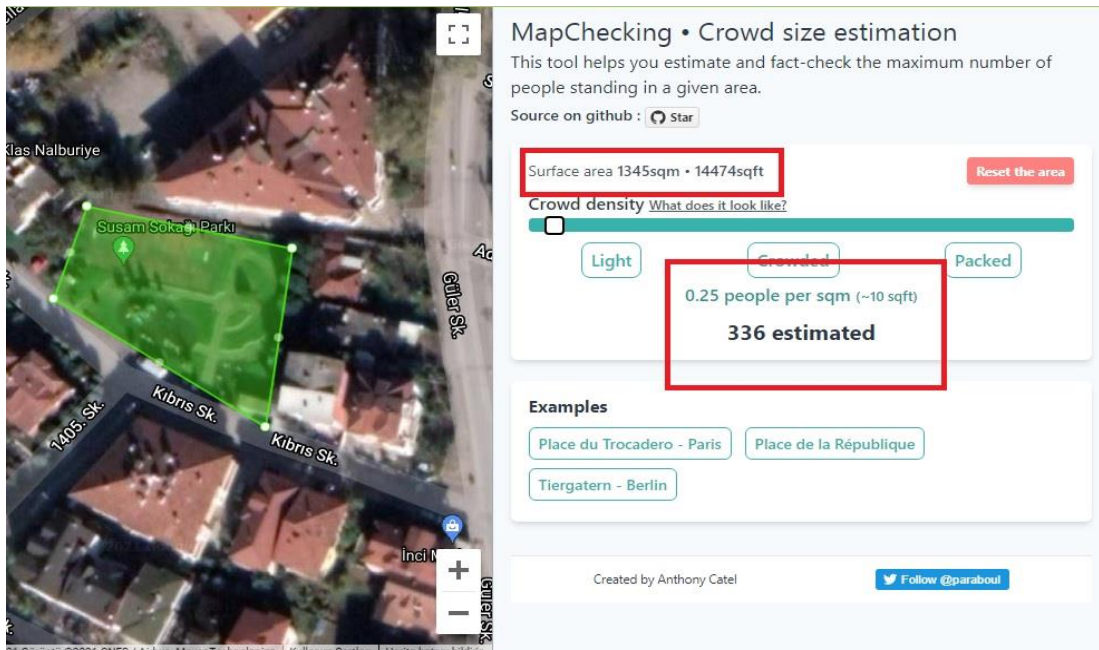 Klas Nalburiye
Susam Sokağı Parkı
Güler Sk.
Kıbrıs Sk.
1405. Sk.
Kıbrıs Sk.
İnci
Güler Sk.
MapChecking • Crowd size estimation
This tool helps you estimate and fact-check the maximum number of
people standing in a given area.
Source on github : Star
Surface area 1345sqm • 14474sqft
Reset the area
Crowd density What does it look like?
Light
Crowded
Packed
0.25 people per sqm (~10 sqft)
336 estimated
Examples
Place du Trocadero - Paris
Place de la République
Tiergatern - Berlin
Created by Anthony Catel
Follow @paraboul